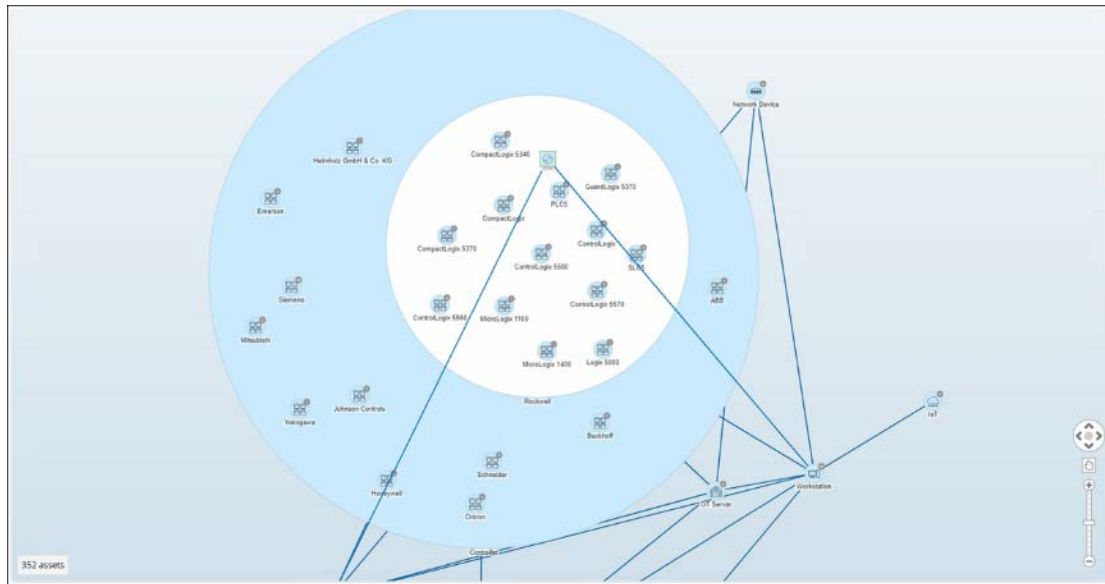 Network Device
CompactLogix 5340
Helmholz GmbH & Co. KG
GuardLogix 5370
Emerson
PLC5
CompactLogix
ControlLogix
CompactLogix 5370
ControlLogix 5580
SLC5
Siemens
ABB
ControlLogix 5570
ControlLogix 5560
MicroLogix 1100
Mitsubishi
MicroLogix 1400
Logix 5000
Rockwell
IoT
Johnson Controls
Yokogawa
Beckhoff
Schneider
Workstation
Honeywell
OT Server
Omron
Controller
352 assets